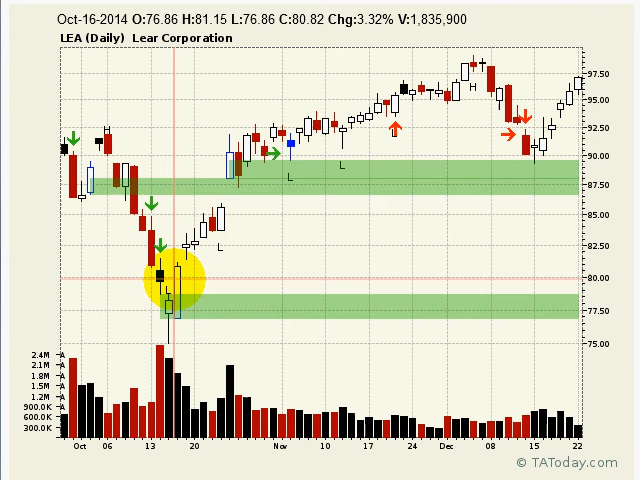 Oct-16-2014 O:76.86 H:81.15 L:76.86 C:80.82 Chg:3.32% V:1,835,900
LEA (Daily) Lear Corporation
97.50
95.00
92.50
90.00
87.50
85.00
82.50
80.00
77.50
75.00
H
H
L
L
L
L
L
L
2.4M A
2.1M A
1.8M A
1.5M A
1.2M A
900.0K A
600.0K A
300.0K
Oct 06 13 20 Nov 10 17 24 Dec 08 15 22
© TAToday.com